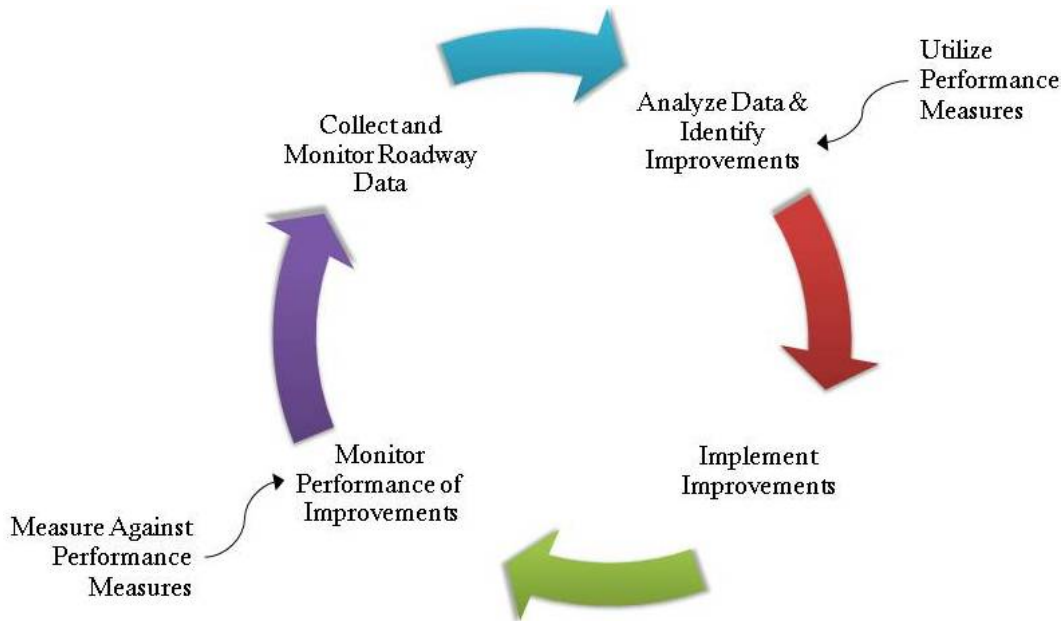 Collect and
Monitor Roadway
Data
Analyze Data &
Identify
Improvements
Utilize
Performance
Measures
Implement
Improvements
Monitor
Performance of
Improvements
Measure Against
Performance
Measures